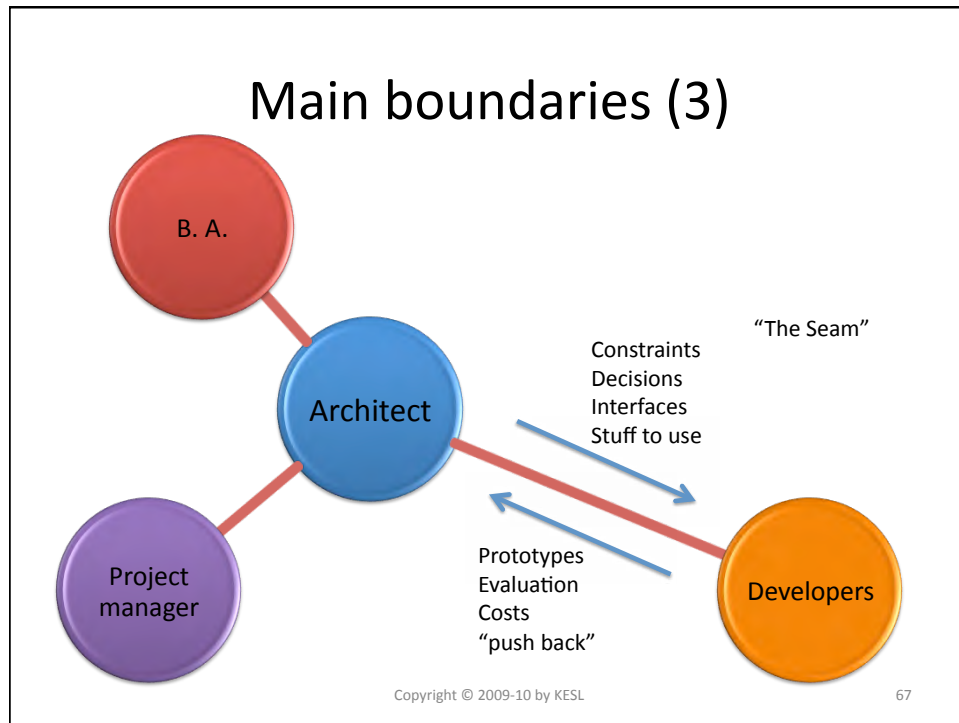 Main boundaries (3)
B. A.
“The Seam”
Constraints
Decisions
Interfaces
Stuff to use
Architect
Prototypes
Evaluation
Costs
“push back”
Project
manager
Developers
Copyright © 2009-10 by KESL
67